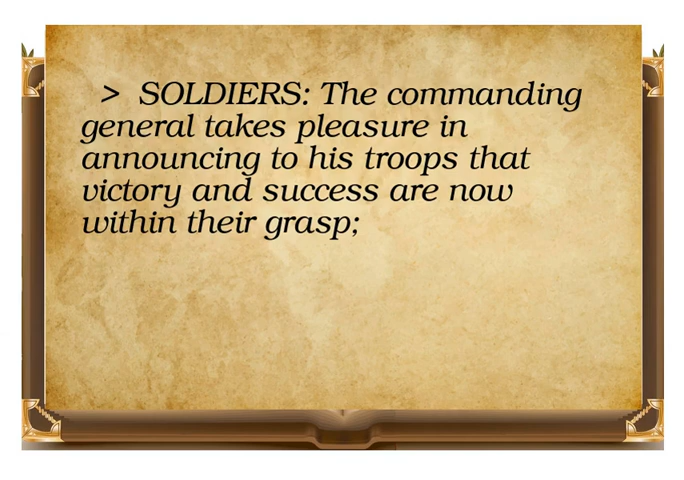 > SOLDIERS: The commanding
general takes pleasure in
announcing to his troops that
victory and success are now
within their grasp;